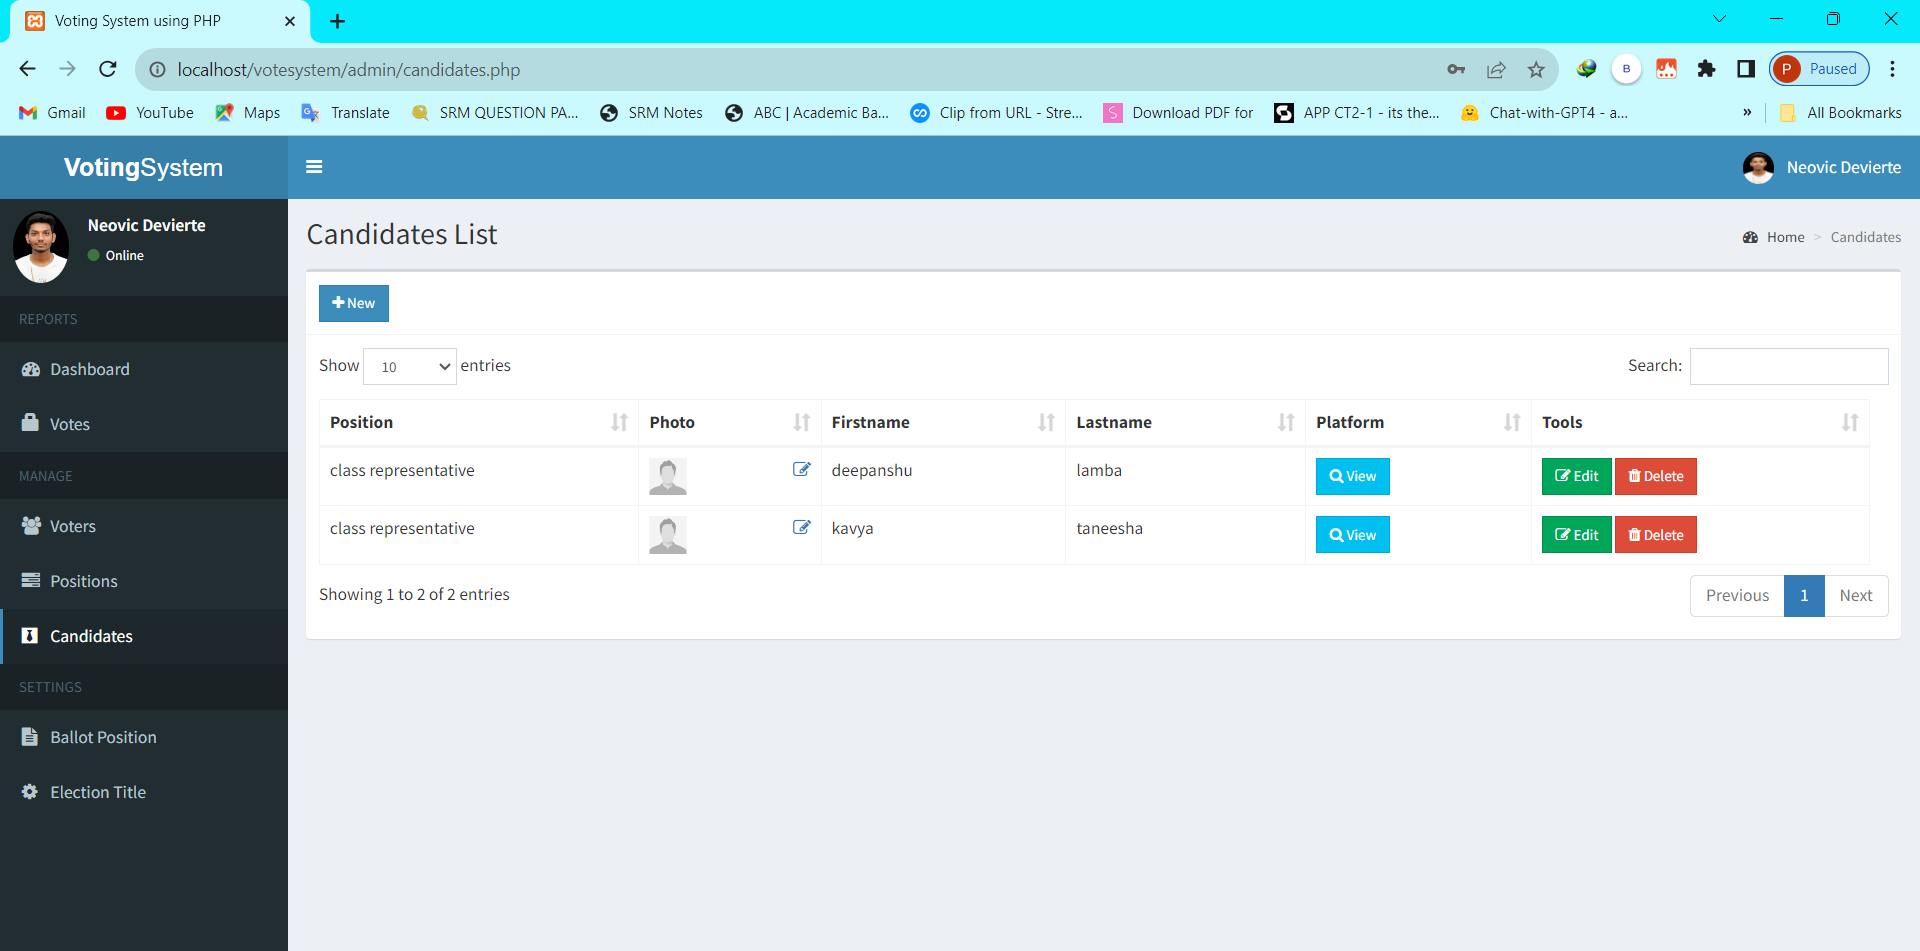 Voting System using PHP
localhost/votesystem/admin/candidates.php
B
P Paused
Gmail YouTube Maps Translate SRM QUESTION PA... SRM Notes ABC | Academic Ba... Clip from URL - Stre... S Download PDF for APP CT2-1 - its the... Chat-with-GPT4 - a... » All Bookmarks
VotingSystem
Neovic Devierte
Neovic Devierte
Online
REPORTS
Dashboard
Votes
MANAGE
Voters
Positions
Candidates
SETTINGS
Ballot Position
Election Title
Candidates List
Home > Candidates
New
Show 10 entries
Search:
Position Photo Firstname Lastname Platform Tools
class representative deepanshu lamba View Edit Delete
class representative kavya taneesha View Edit Delete
Showing 1 to 2 of 2 entries
Previous 1 Next